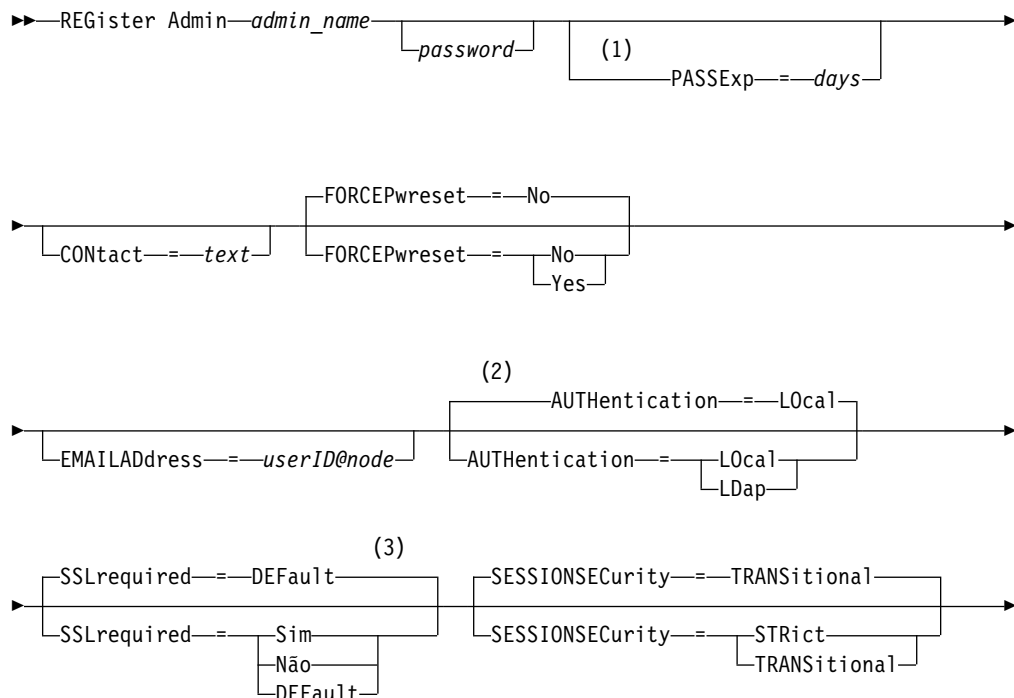 REGister Admin admin_name
password
(1)
PASSExp = days
CONtact = text
FORCEPwreset = No
FORCEPwreset = No
Yes
EMAILADdress = userID@node
(2)
AUTHentication = LOcal
AUTHentication = LOcal
LDap
(3)
SSLrequired = DEFault
SSLrequired = Sim
Não
DEFault
SESSIONSECurity = TRANSitional
SESSIONSECurity = STRict
TRANSitional